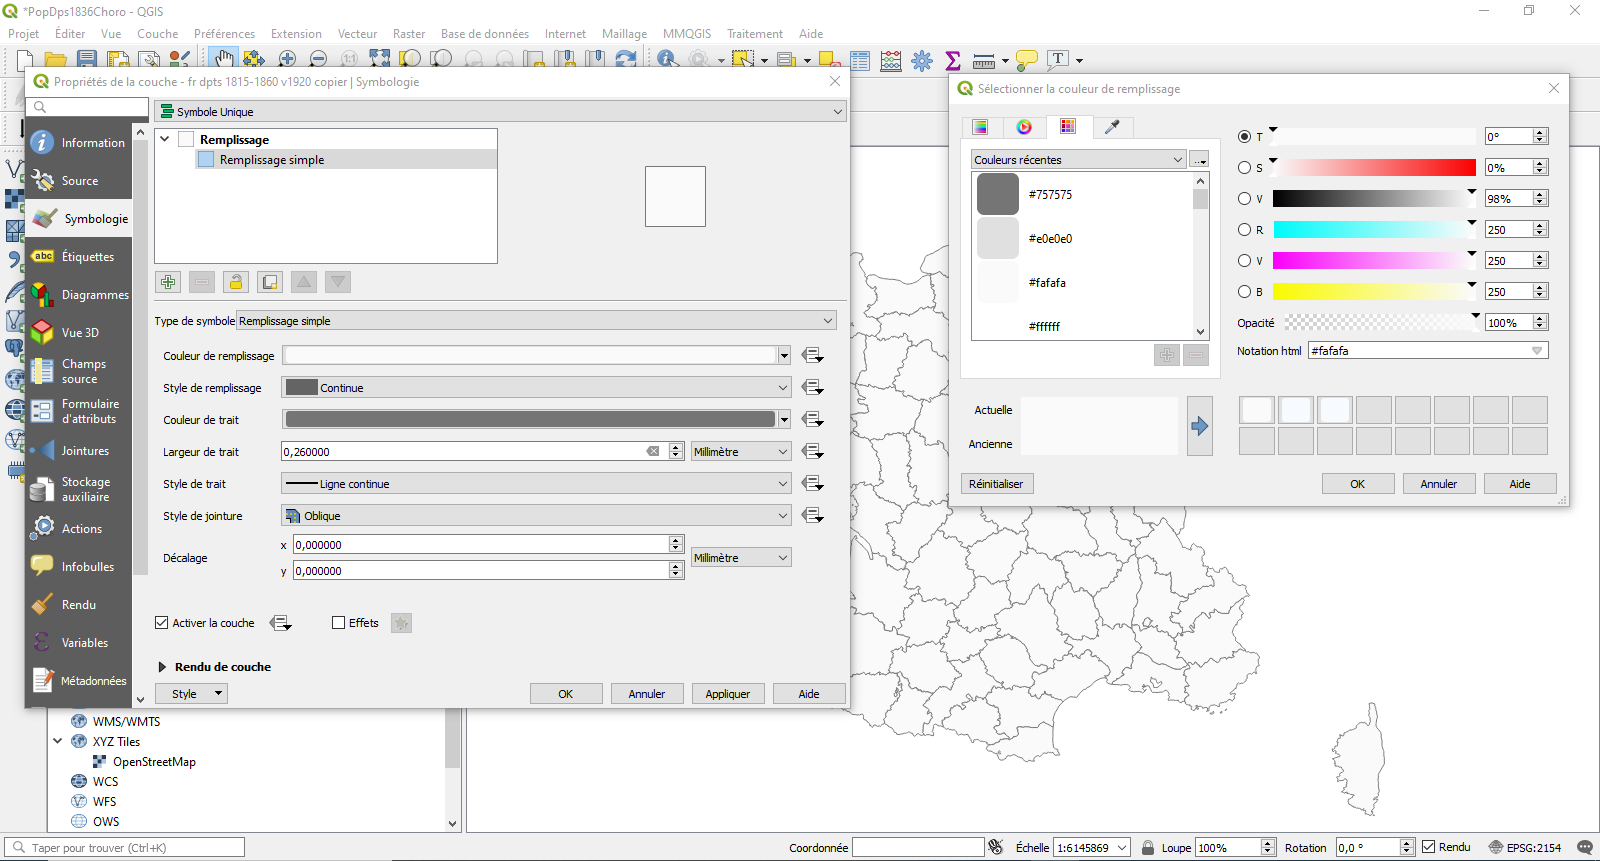 *PopDps1836Choro - QGIS
Projet Éditer Vue Couche Préférences Extension Vecteur Raster Base de données Internet Maillage MMQGIS Traitement Aide
Propriétés de la couche - fr dpts 1815-1860 v1920 copier | Symbologie
Information
Source
Symbologie
abc Étiquettes
Diagrammes
Vue 3D
Champs
source
Formulaire
d'attributs
Jointures
Stockage
auxiliaire
Actions
Infobulles
Rendu
Variables
Métadonnées
Symbole Unique
Remplissage
Remplissage simple
Type de symbole Remplissage simple
Couleur de remplissage
Style de remplissage Continue
Couleur de trait
Largeur de trait 0,260000 Millimètre
Style de trait Ligne continue
Style de jointure Oblique
Décalage x 0,000000 Millimètre
y 0,000000
Activer la couche Effets
Rendu de couche
Style OK Annuler Appliquer Aide
Sélectionner la couleur de remplissage
Couleurs récentes ...
#757575
#e0e0e0
#fafafa
#ffffff
T 0°
S 0%
V 98%
R 250
V 250
B 250
Opacité 100%
Notation html #fafafa
Actuelle
Ancienne
Réinitialiser OK Annuler Aide
WMS/WMTS
XYZ Tiles
OpenStreetMap
WCS
WFS
OWS
Taper pour trouver (Ctrl+K) Coordonnée Échelle 1:6145869 Loupe 100% Rotation 0,0 ° Rendu EPSG:2154